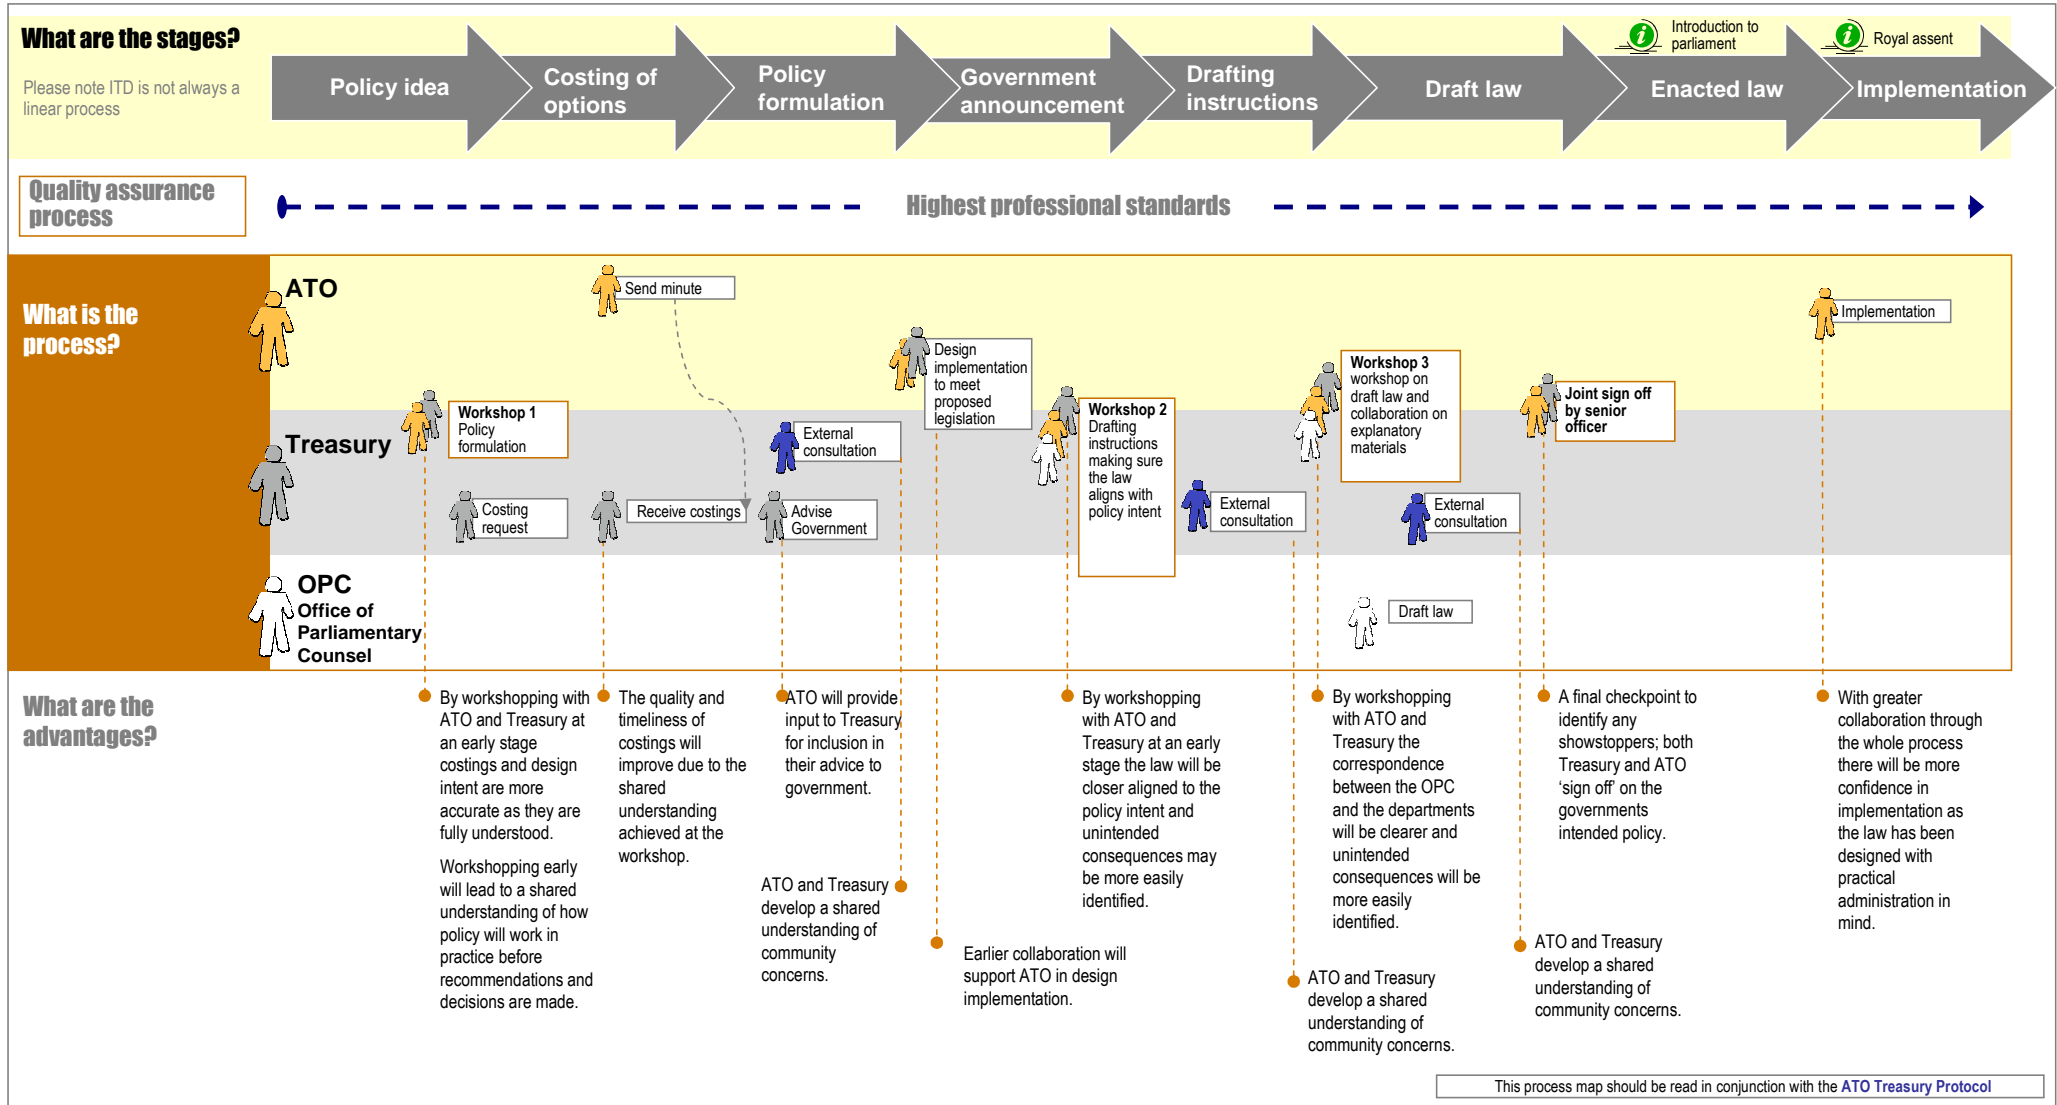 What are the stages?
Please note ITD is not always a
linear process
Policy idea
Costing of
options
Policy
formulation
Government
announcement
Drafting
instructions
Draft law
Introduction to
parliament
Enacted law
Royal assent
Implementation
Quality assurance
process
Highest professional standards
What is the
process?
ATO
Treasury
OPC
Office of
Parliamentary
Counsel
Workshop 1
Policy
formulation
Costing
request
Send minute
Receive costings
External
consultation
Advise
Government
Design
implementation
to meet
proposed
legislation
Workshop 2
Drafting
instructions
making sure
the law
aligns with
policy intent
External
consultation
Workshop 3
workshop on
draft law and
collaboration on
explanatory
materials
External
consultation
Draft law
Joint sign off
by senior
officer
Implementation
What are the
advantages?
By workshopping with
ATO and Treasury at
an early stage
costings and design
intent are more
accurate as they are
fully understood.
Workshopping early
will lead to a shared
understanding of how
policy will work in
practice before
recommendations and
decisions are made.
The quality and
timeliness of
costings will
improve due to the
shared
understanding
achieved at the
workshop.
ATO will provide
input to Treasury
for inclusion in
their advice to
government.
ATO and Treasury
develop a shared
understanding of
community
concerns.
Earlier collaboration will
support ATO in design
implementation.
By workshopping
with ATO and
Treasury at an early
stage the law will be
closer aligned to the
policy intent and
unintended
consequences may
be more easily
identified.
ATO and Treasury
develop a shared
understanding of
community concerns.
By workshopping
with ATO and
Treasury the
correspondence
between the OPC
and the departments
will be clearer and
unintended
consequences will be
more easily
identified.
ATO and Treasury
develop a shared
understanding of
community concerns.
A final checkpoint to
identify any
showstoppers; both
Treasury and ATO
‘sign off’ on the
governments
intended policy.
With greater
collaboration through
the whole process
there will be more
confidence in
implementation as
the law has been
designed with
practical
administration in
mind.
This process map should be read in conjunction with the ATO Treasury Protocol